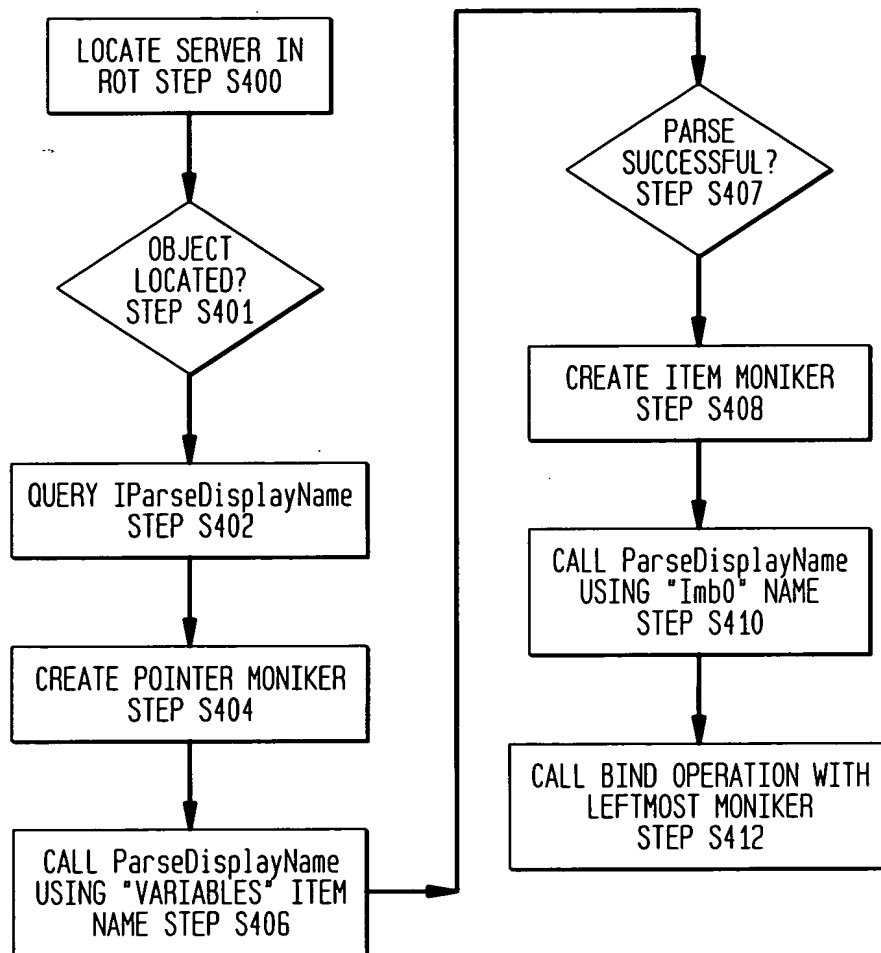 LOCATE SERVER IN
ROT STEP S400
OBJECT
LOCATED?
STEP S401
QUERY IParseDisplayName
STEP S402
CREATE POINTER MONIKER
STEP S404
CALL ParseDisplayName
USING "VARIABLES" ITEM
NAME STEP S406
PARSE
SUCCESSFUL?
STEP S407
CREATE ITEM MONIKER
STEP S408
CALL ParseDisplayName
USING "Imb0" NAME
STEP S410
CALL BIND OPERATION WITH
LEFTMOST MONIKER
STEP S412